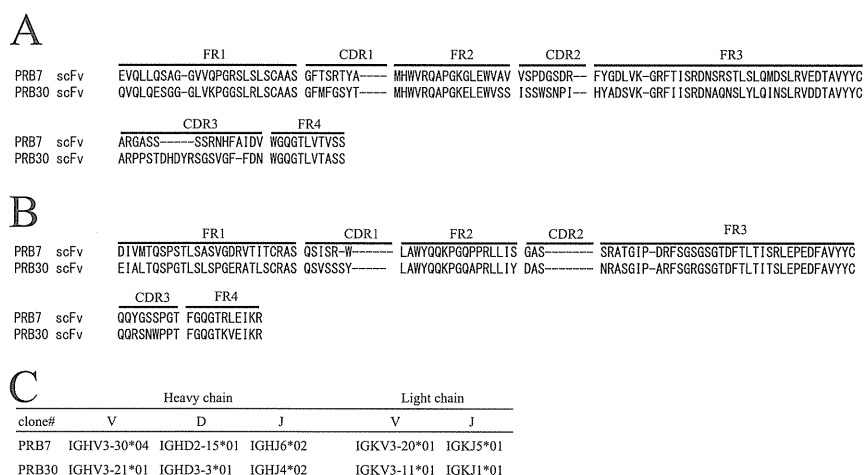 A
FR1 CDR1 FR2 CDR2 FR3
PRB7 scFv EVQLLQSAG-GVVQPGRSLSLSCAAS GFTSRTYA---- MHWVRQAPGKGLEWVAV VSPDGSDR-- FYGDLVK-GRFTISRDNSRSTLSLQMDSLRVEDTAVYYC
PRB30 scFv QVQLQESGG-GLVKPGGSLRLSCAAS GFMFGSYT---- MHWVRQAPGKELEWVSS ISSWSNPI-- HYADSVK-GRFIISRDNAQNSLYLQINSLRVDDTAVYYC
CDR3 FR4
PRB7 scFv ARGASS-----SSRNHFAIDV WGQGTLVTVSS
PRB30 scFv ARPPSTDHDYRSGSVGF-FDN WGQGTLVTASS
B
FR1 CDR1 FR2 CDR2 FR3
PRB7 scFv DIVMTQSPSTLSASVGDRVTITCRAS QSISR-W------ LAWYQQKPGQPPRLLIS GAS------- SRATGIP-DRFSGSGSGTDFTLTISRLEPEDFAVYYC
PRB30 scFv EIALTQSPGTLSLSPGERATLSCRAS QSVSSSY------ LAWYQQKPGQAPRLLIY DAS------- NRASGIP-ARFSGRGSGTDFTLTITSLEPEDFAVYYC
CDR3 FR4
PRB7 scFv QQYGSSPGT FGQGTRLEIKR
PRB30 scFv QQRSNWPPT FGQGTKVEIKR
C
Heavy chain Light chain
clone# V D J V J
PRB7 IGHV3-30*04 IGHD2-15*01 IGHJ6*02 IGKV3-20*01 IGKJ5*01
PRB30 IGHV3-21*01 IGHD3-3*01 IGHJ4*02 IGKV3-11*01 IGKJ1*01